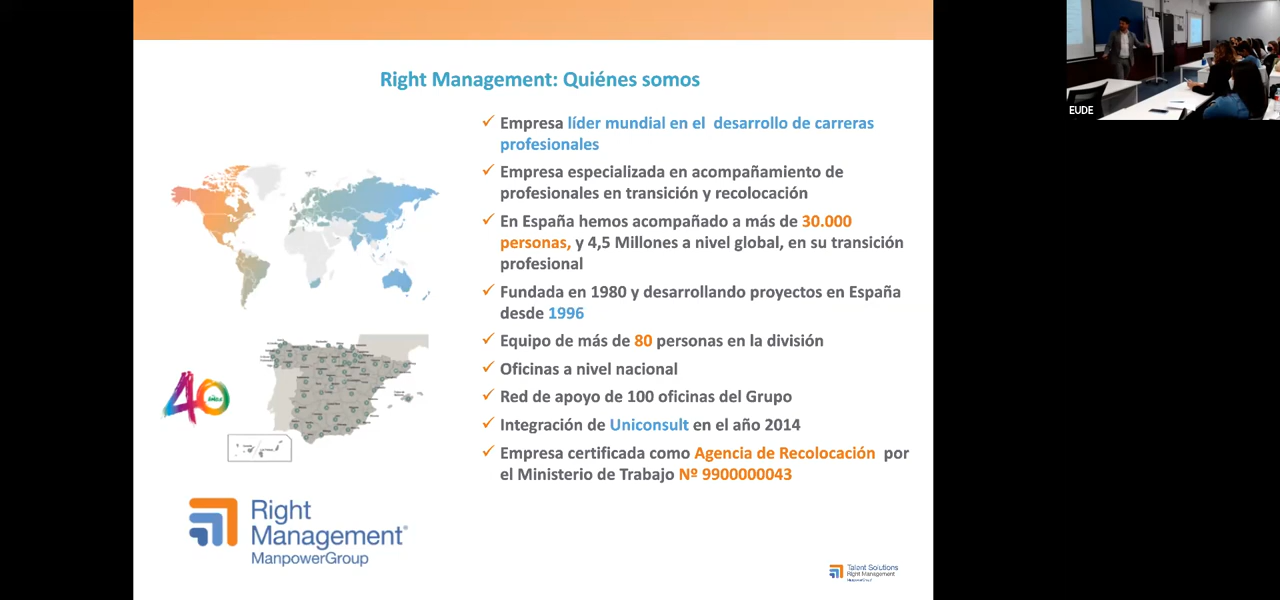 Right Management: Quiénes somos
Empresa líder mundial en el desarrollo de carreras
profesionales
Empresa especializada en acompañamiento de
profesionales en transición y recolocación
En España hemos acompañado a más de 30.000
personas, y 4,5 Millones a nivel global, en su transición
profesional
Fundada en 1980 y desarrollando proyectos en España
desde 1996
Equipo de más de 80 personas en la división
Oficinas a nivel nacional
Red de apoyo de 100 oficinas del Grupo
Integración de Uniconsult en el año 2014
Empresa certificada como Agencia de Recolocación por
el Ministerio de Trabajo Nº 9900000043
40
Right
Management®
ManpowerGroup
Talent Solutions
Right Management
EUDE